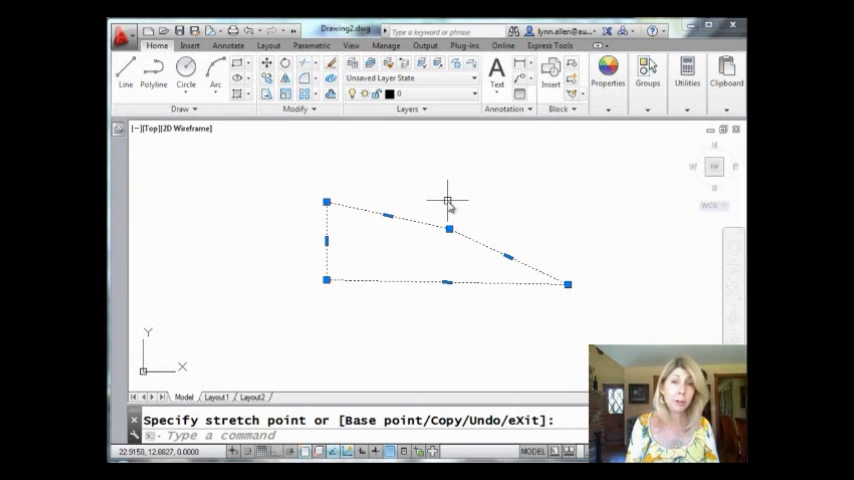 Drawing2.dwg
Type a keyword or phrase
lynn.allen@au...
Home Insert Annotate Layout Parametric View Manage Output Plug-ins Online Express Tools
Unsaved Layer State
0
Line Polyline Circle Arc Text Insert Properties Groups Utilities Clipboard
Draw Modify Layers Annotation Block
[−][Top][2D Wireframe]
N
W TOP E
S
WCS
Y
X
Model Layout1 Layout2
Specify stretch point or [Base point/Copy/Undo/eXit]:
Type a command
22.9150, 12.8827, 0.0000
MODEL